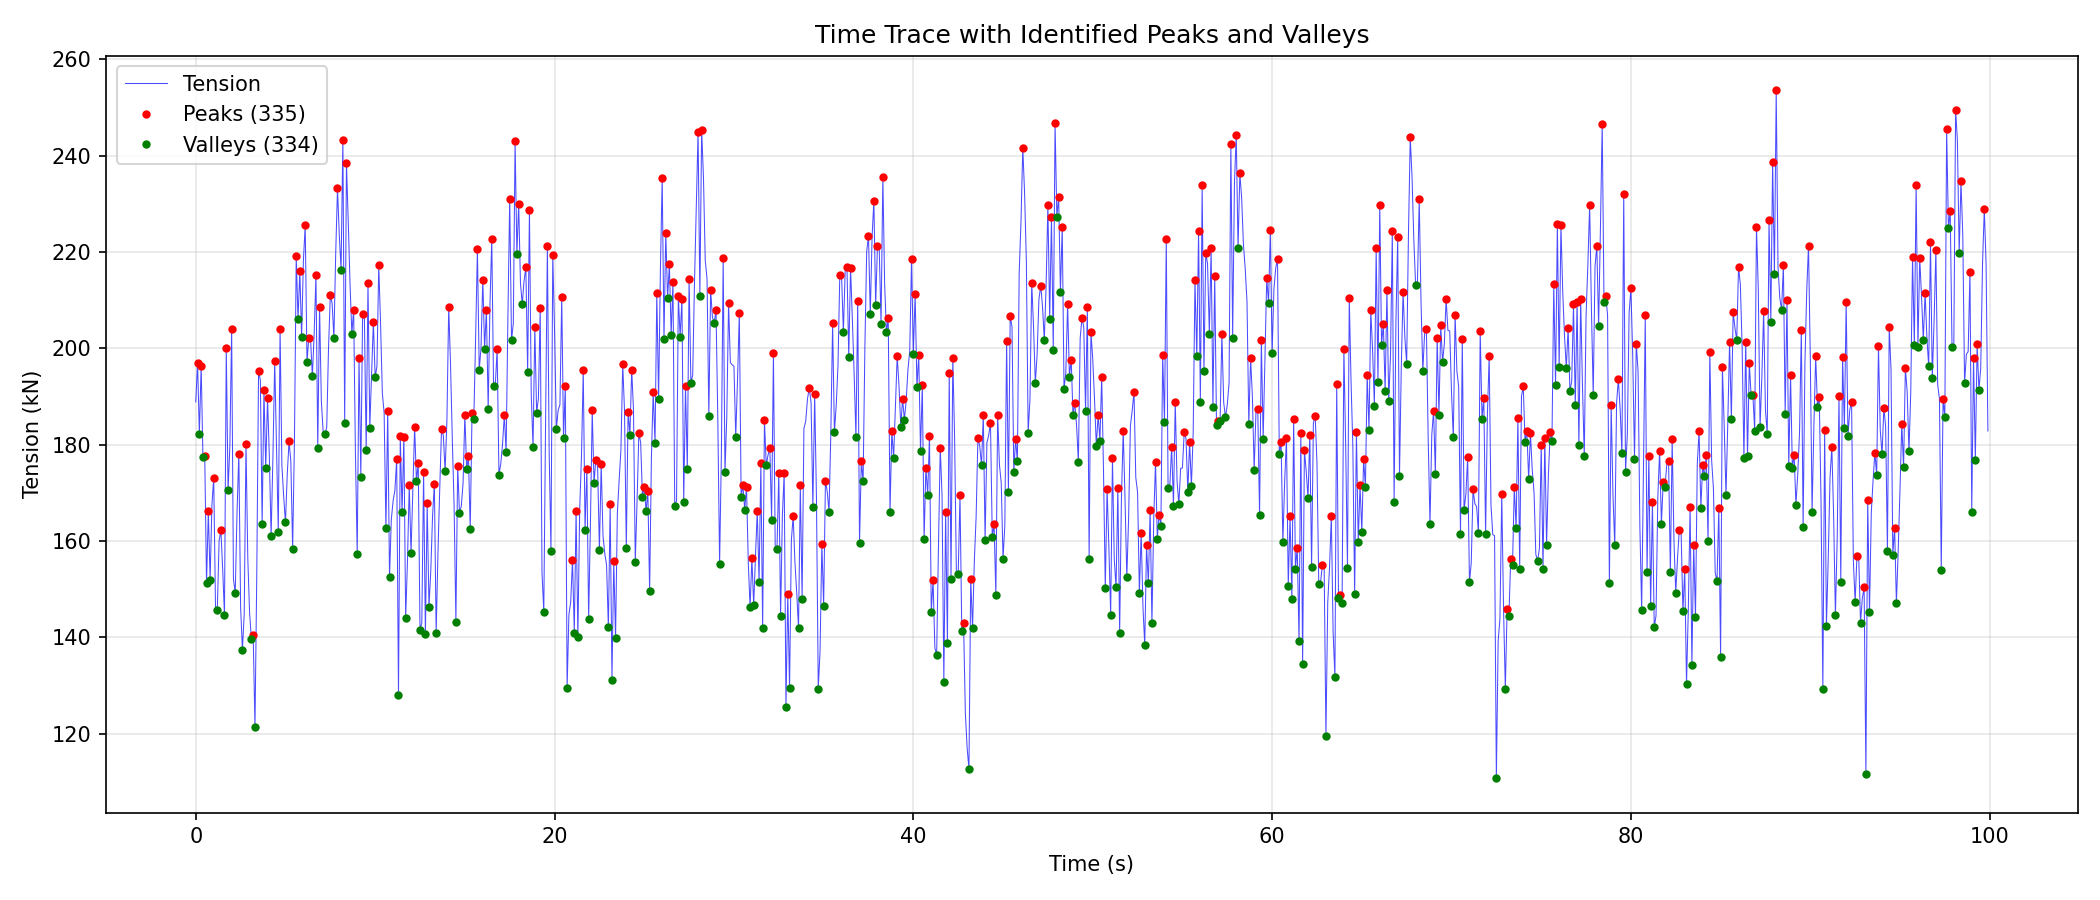 Time Trace with Identified Peaks and Valleys
Tension (kN)
260
240
220
200
180
160
140
120
Tension
Peaks (335)
Valleys (334)
0
20
40
60
80
100
Time (s)